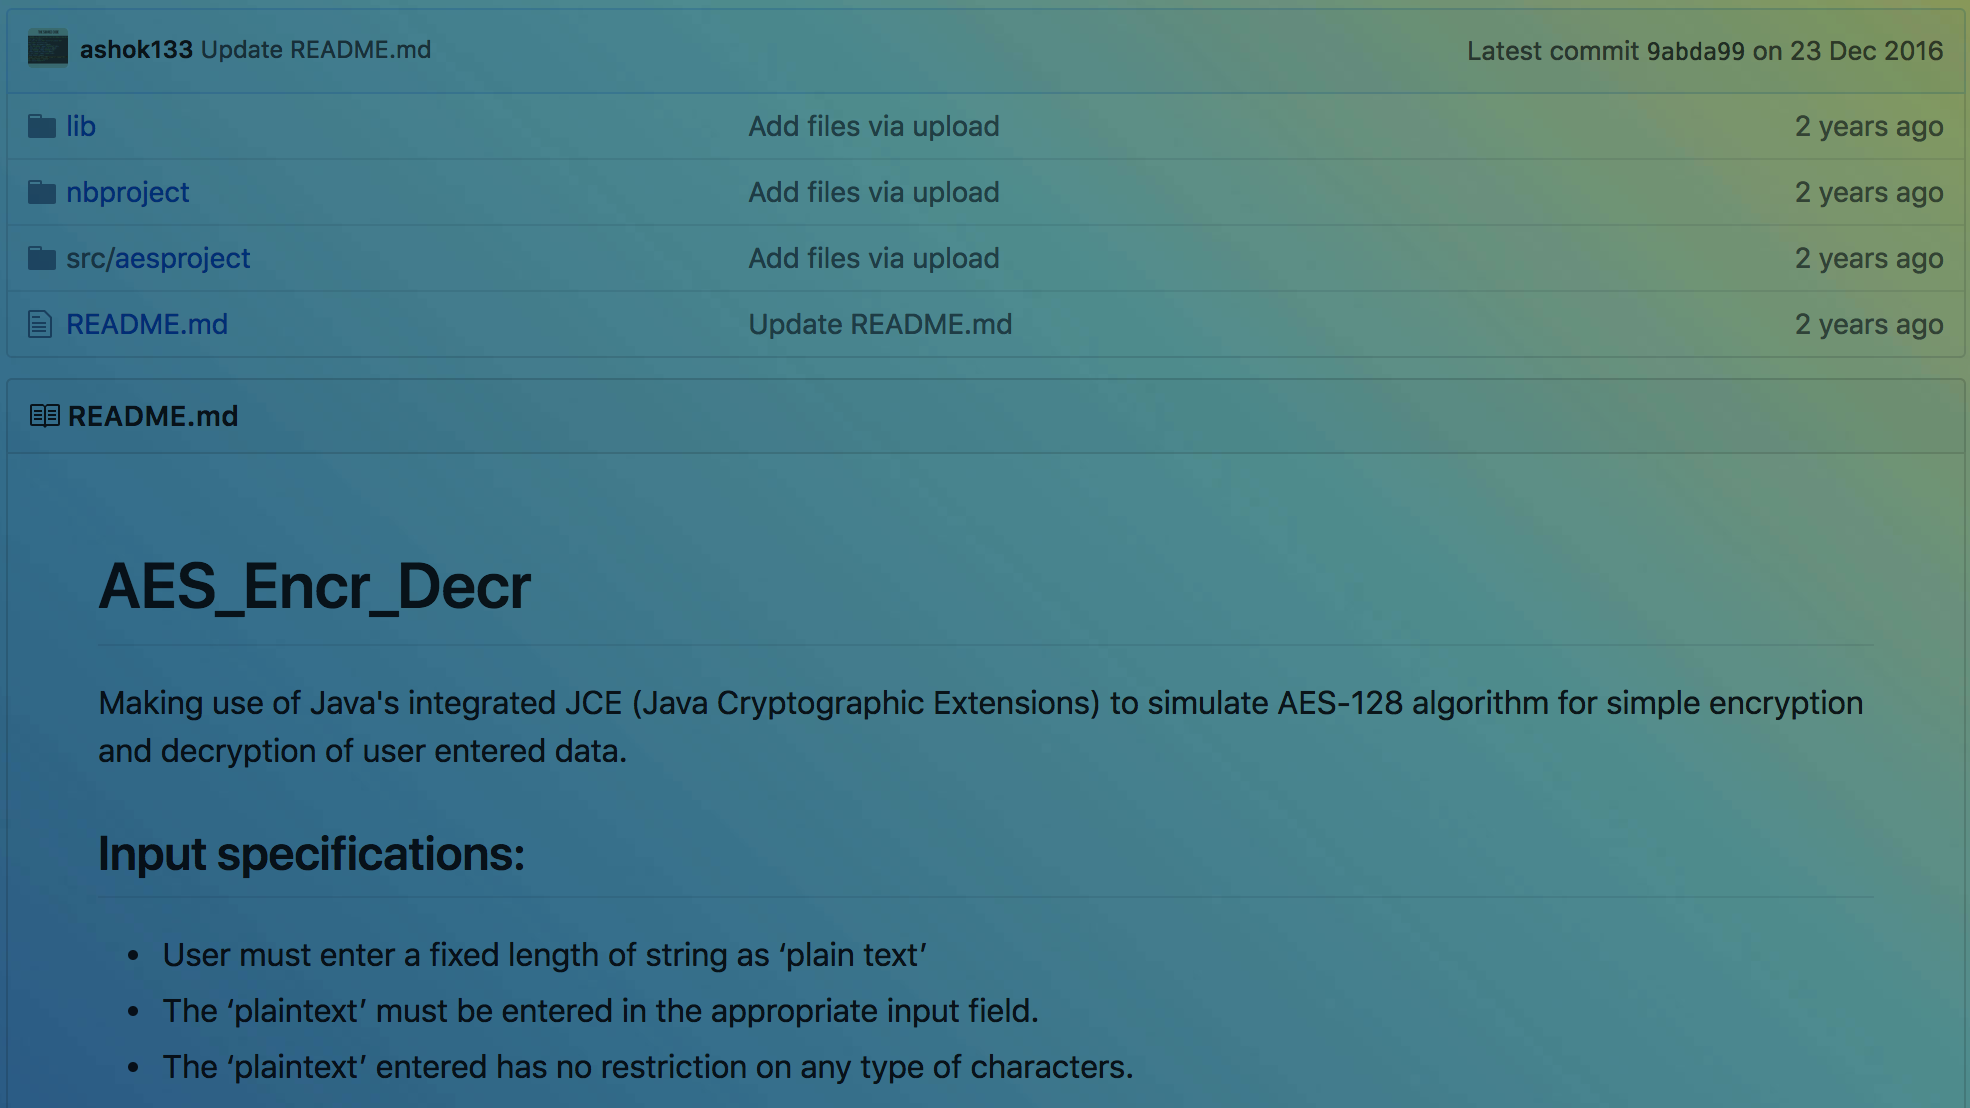 ashok133 Update README.md Latest commit 9abda99 on 23 Dec 2016
lib Add files via upload 2 years ago
nbproject Add files via upload 2 years ago
src/aesproject Add files via upload 2 years ago
README.md Update README.md 2 years ago
README.md
AES_Encr_Decr
Making use of Java's integrated JCE (Java Cryptographic Extensions) to simulate AES-128 algorithm for simple encryption
and decryption of user entered data.
Input specifications:
• User must enter a fixed length of string as ‘plain text’
• The ‘plaintext’ must be entered in the appropriate input field.
• The ‘plaintext’ entered has no restriction on any type of characters.